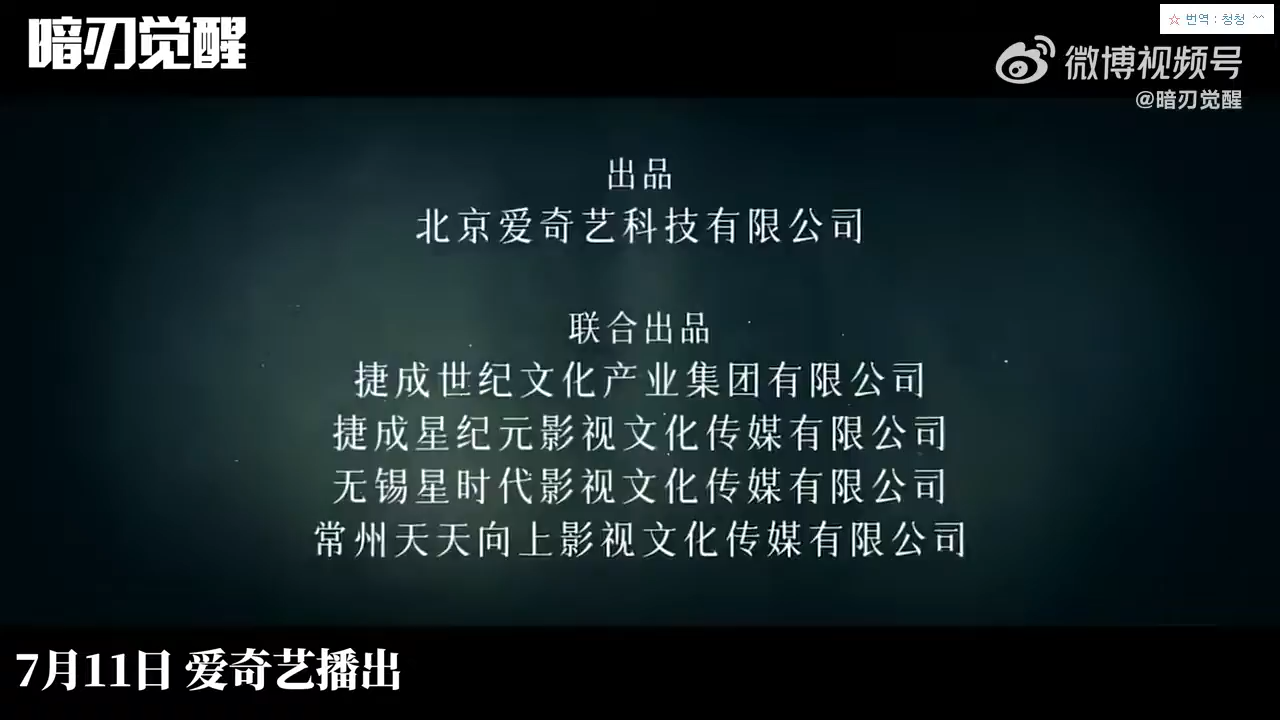 暗刃觉醒
☆ 번역 : 청청 ^^
微博视频号
@暗刃觉醒
出品
北京爱奇艺科技有限公司
联合出品
捷成世纪文化产业集团有限公司
捷成星纪元影视文化传媒有限公司
无锡星时代影视文化传媒有限公司
常州天天向上影视文化传媒有限公司
7月11日 爱奇艺播出